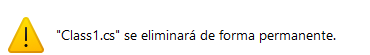 "Class1.cs" se eliminará de forma permanente.